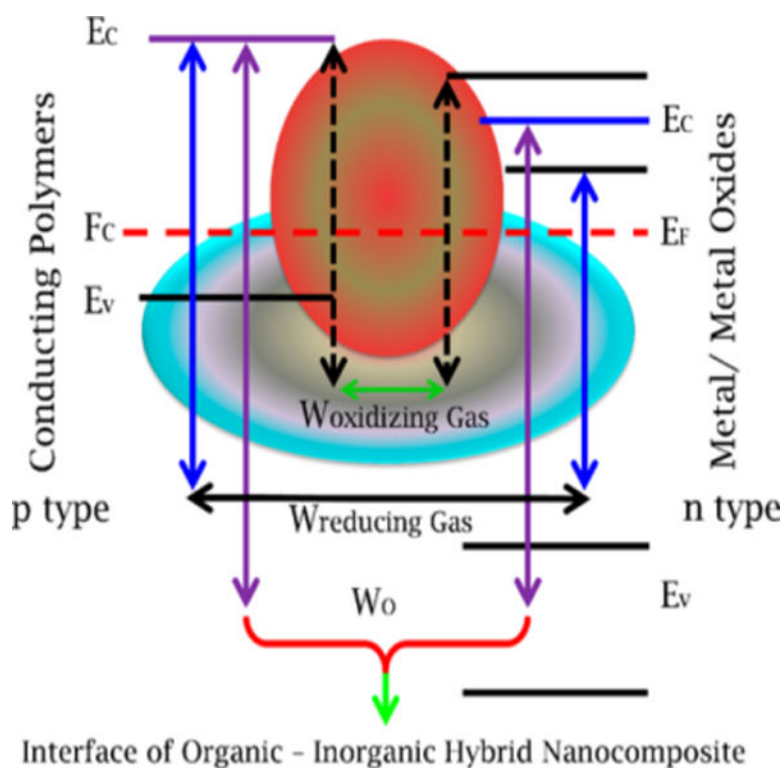 EC
EC
Conducting Polymers
Metal/ Metal Oxides
FC
EF
EV
Woxidizing Gas
p type
n type
Wreducing Gas
WO
EV
Interface of Organic – Inorganic Hybrid Nanocomposite